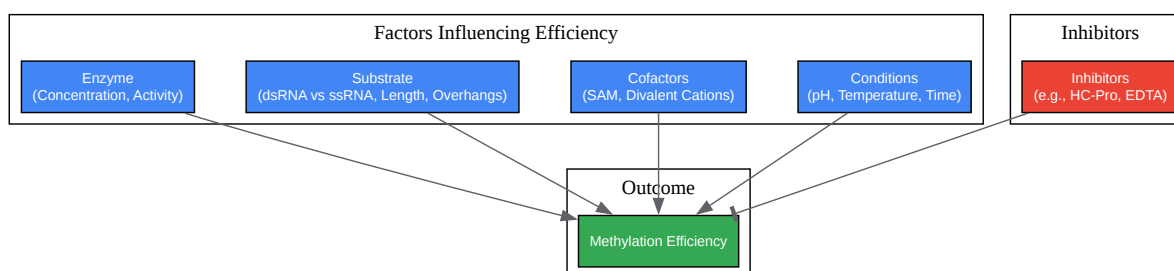 Factors Influencing Efficiency
Inhibitors
Enzyme
(Concentration, Activity)
Substrate
(dsRNA vs ssRNA, Length, Overhangs)
Cofactors
(SAM, Divalent Cations)
Conditions
(pH, Temperature, Time)
Inhibitors
(e.g., HC-Pro, EDTA)
Outcome
Methylation Efficiency